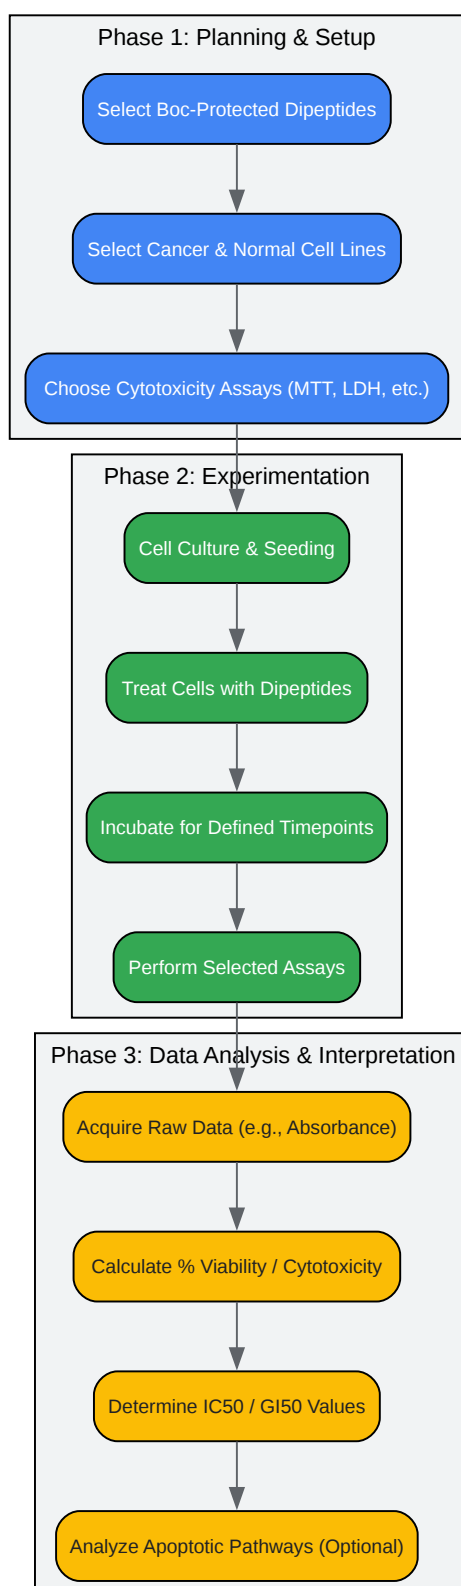 Phase 1: Planning & Setup
Select Boc-Protected Dipeptides
Select Cancer & Normal Cell Lines
Choose Cytotoxicity Assays (MTT, LDH, etc.)
Phase 2: Experimentation
Cell Culture & Seeding
Treat Cells with Dipeptides
Incubate for Defined Timepoints
Perform Selected Assays
Phase 3: Data Analysis & Interpretation
Acquire Raw Data (e.g., Absorbance)
Calculate % Viability / Cytotoxicity
Determine IC50 / GI50 Values
Analyze Apoptotic Pathways (Optional)